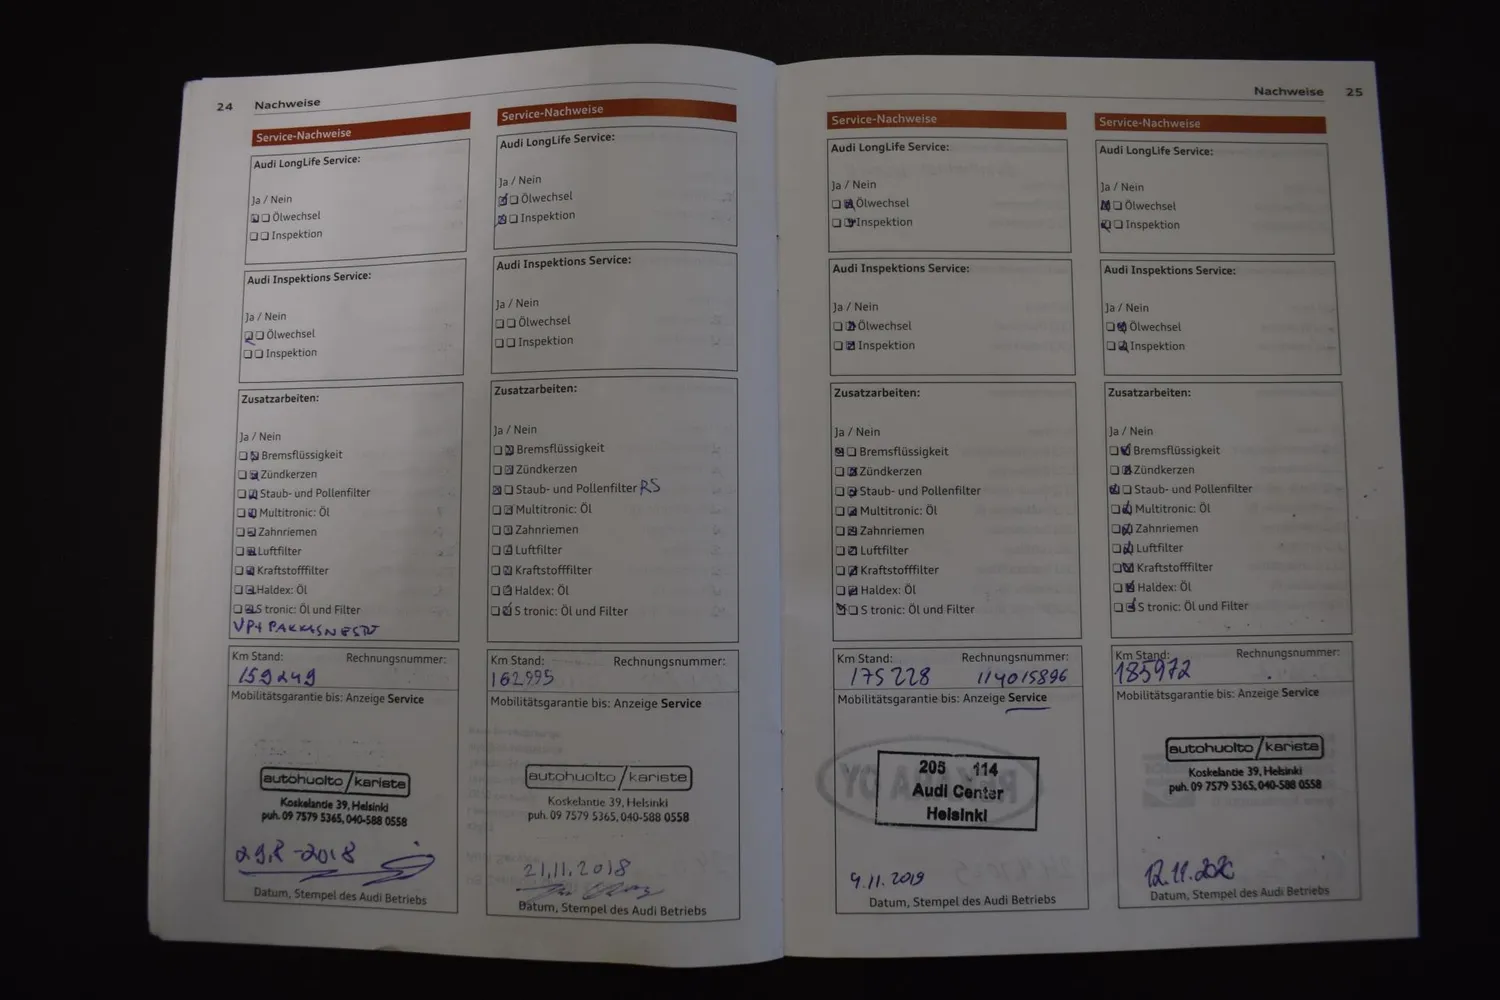 24 Nachweise
Service-Nachweise
Audi LongLife Service:
Ja / Nein
Ölwechsel
Inspektion
Audi Inspektions Service:
Ja / Nein
Ölwechsel
Inspektion
Zusatzarbeiten:
Ja / Nein
Bremsflüssigkeit
Zündkerzen
Staub- und Pollenfilter
Multitronic: Öl
Zahnriemen
Luftfilter
Kraftstofffilter
Haldex: Öl
S tronic: Öl und Filter
VP+ PAKKASNESTE
Km Stand: Rechnungsnummer:
159249
Mobilitätsgarantie bis: Anzeige Service
autohuolto/kariste
Koskelantie 39, Helsinki
puh. 09 7579 5365, 040-588 0558
29.8-2018
Datum, Stempel des Audi Betriebs
Service-Nachweise
Audi LongLife Service:
Ja / Nein
Ölwechsel
Inspektion
Audi Inspektions Service:
Ja / Nein
Ölwechsel
Inspektion
Zusatzarbeiten:
Ja / Nein
Bremsflüssigkeit
Zündkerzen
Staub- und Pollenfilter RS
Multitronic: Öl
Zahnriemen
Luftfilter
Kraftstofffilter
Haldex: Öl
S tronic: Öl und Filter
Km Stand: Rechnungsnummer:
162995
Mobilitätsgarantie bis: Anzeige Service
autohuolto/kariste
Koskelantie 39, Helsinki
puh. 09 7579 5365, 040-588 0558
21.11.2018
Datum, Stempel des Audi Betriebs
Nachweise 25
Service-Nachweise
Audi LongLife Service:
Ja / Nein
Ölwechsel
Inspektion
Audi Inspektions Service:
Ja / Nein
Ölwechsel
Inspektion
Zusatzarbeiten:
Ja / Nein
Bremsflüssigkeit
Zündkerzen
Staub- und Pollenfilter
Multitronic: Öl
Zahnriemen
Luftfilter
Kraftstofffilter
Haldex: Öl
S tronic: Öl und Filter
Km Stand: Rechnungsnummer:
175228 114015896
Mobilitätsgarantie bis: Anzeige Service
205 114
Audi Center
Helsinki
4.11.2019
Datum, Stempel des Audi Betriebs
Service-Nachweise
Audi LongLife Service:
Ja / Nein
Ölwechsel
Inspektion
Audi Inspektions Service:
Ja / Nein
Ölwechsel
Inspektion
Zusatzarbeiten:
Ja / Nein
Bremsflüssigkeit
Zündkerzen
Staub- und Pollenfilter
Multitronic: Öl
Zahnriemen
Luftfilter
Kraftstofffilter
Haldex: Öl
S tronic: Öl und Filter
Km Stand: Rechnungsnummer:
185972
Mobilitätsgarantie bis: Anzeige Service
autohuolto/kariste
Koskelantie 39, Helsinki
puh. 09 7579 5365, 040-588 0558
12.11.2020
Datum, Stempel des Audi Betriebs